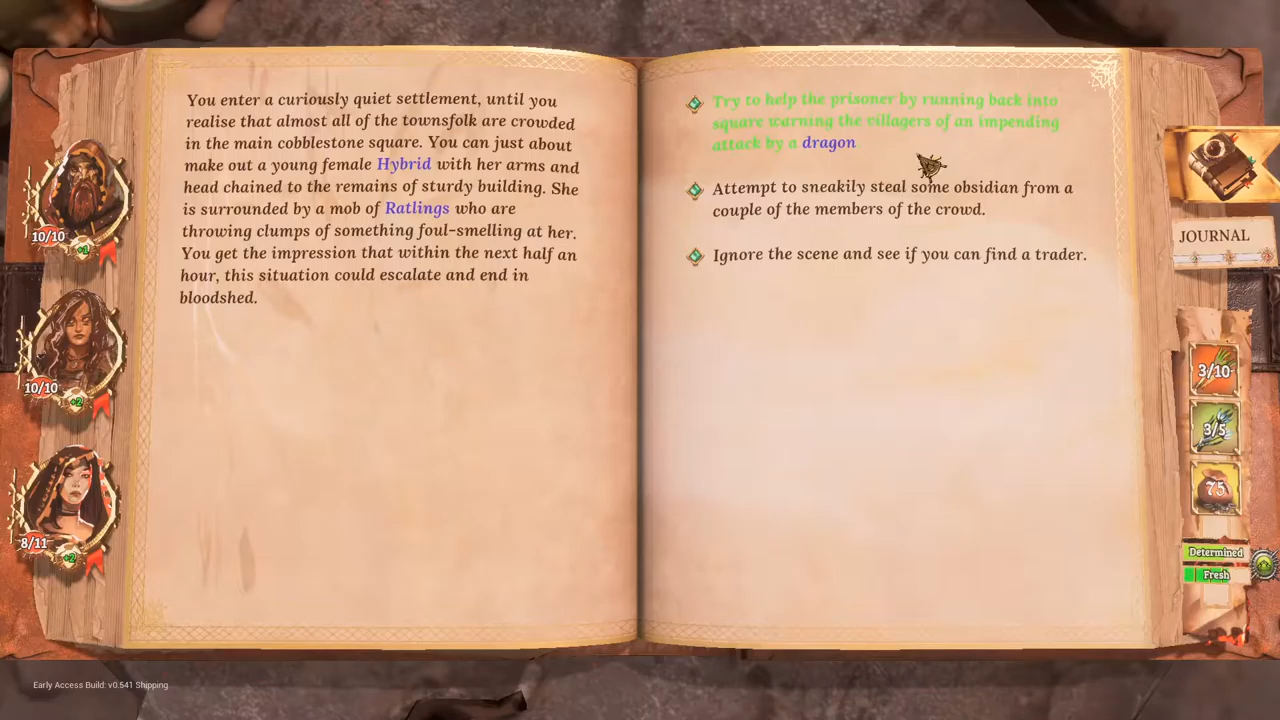 You enter a curiously quiet settlement, until you
realise that almost all of the townsfolk are crowded
in the main cobblestone square. You can just about
make out a young female Hybrid with her arms and
head chained to the remains of sturdy building. She
is surrounded by a mob of Ratlings who are
throwing clumps of something foul-smelling at her.
You get the impression that within the next half an
hour, this situation could escalate and end in
bloodshed.
Try to help the prisoner by running back into
square warning the villagers of an impending
attack by a dragon
Attempt to sneakily steal some obsidian from a
couple of the members of the crowd.
Ignore the scene and see if you can find a trader.
10/10
+1
10/10
+2
8/11
+2
JOURNAL
3/10
3/5
75
Determined
Fresh
Early Access Build: v0.541 Shipping